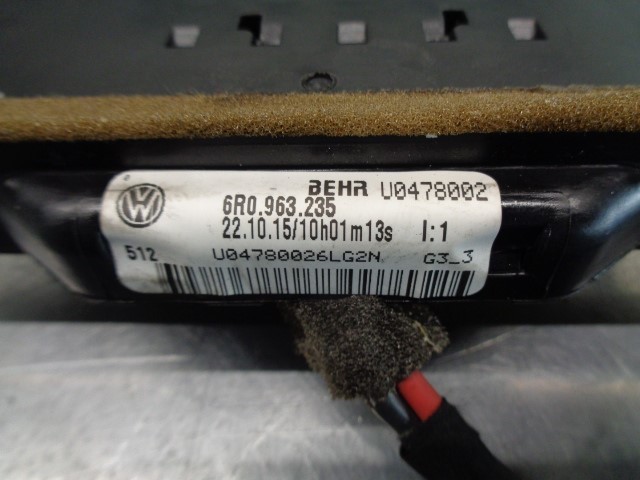 BEHR U0478002
6R0.963.235
22.10.15/10h01m13s I:1
512 U04780026LG2N G3_3